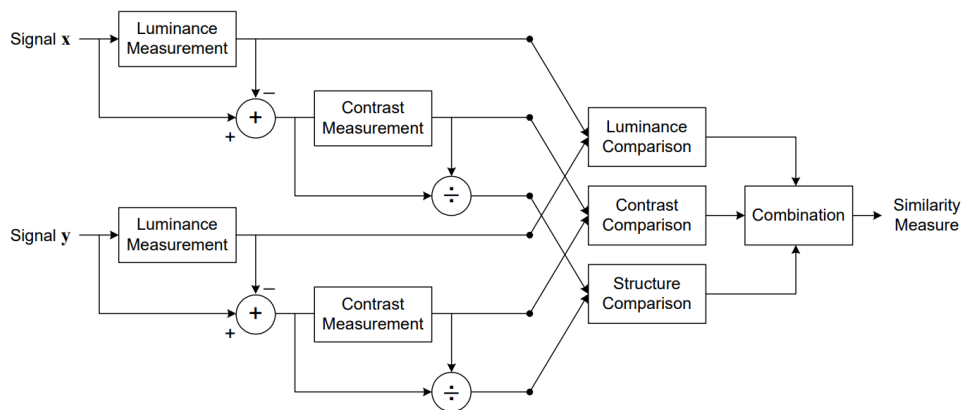 Signal x
Luminance
Measurement
−
+
+
Contrast
Measurement
÷
Luminance
Comparison
Signal y
Luminance
Measurement
−
+
+
Contrast
Measurement
÷
Contrast
Comparison
Structure
Comparison
Combination
Similarity
Measure